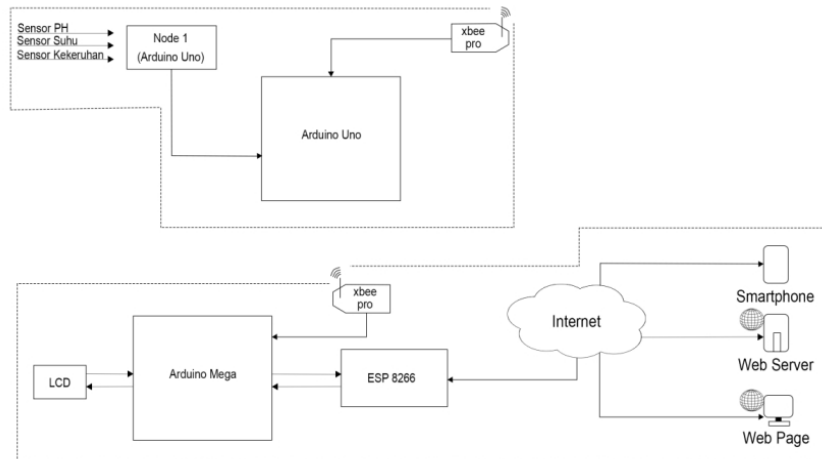 Sensor PH
Sensor Suhu
Sensor Kekeruhan
Node 1
(Arduino Uno)
xbee
pro
Arduino Uno
xbee
pro
Arduino Mega
LCD
ESP 8266
Internet
Smartphone
Web Server
Web Page